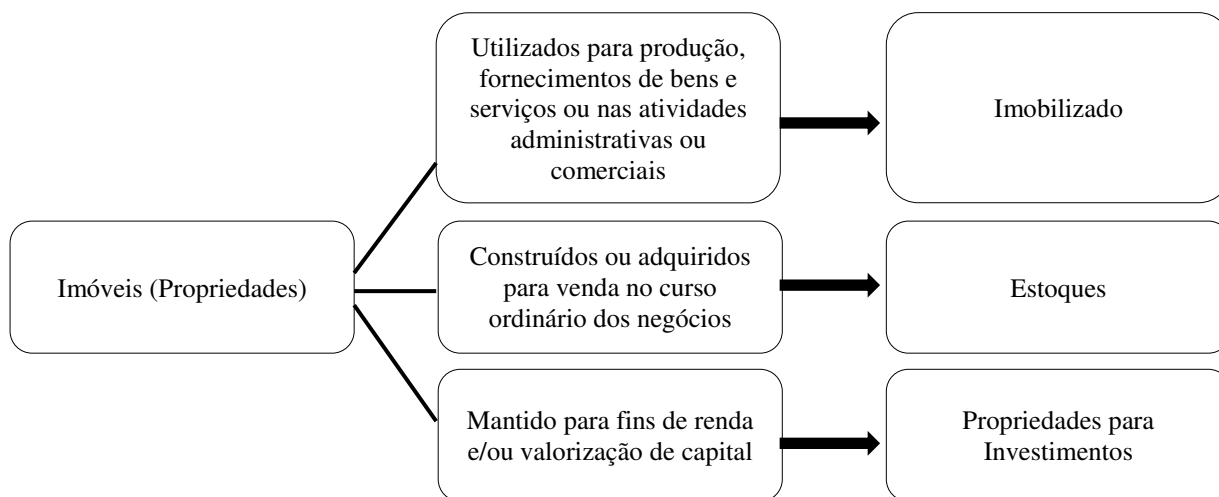 Utilizados para produção,
fornecimentos de bens e
serviços ou nas atividades
administrativas ou
comerciais
Imobilizado
Imóveis (Propriedades)
Construídos ou adquiridos
para venda no curso
ordinário dos negócios
Estoques
Mantido para fins de renda
e/ou valorização de capital
Propriedades para
Investimentos